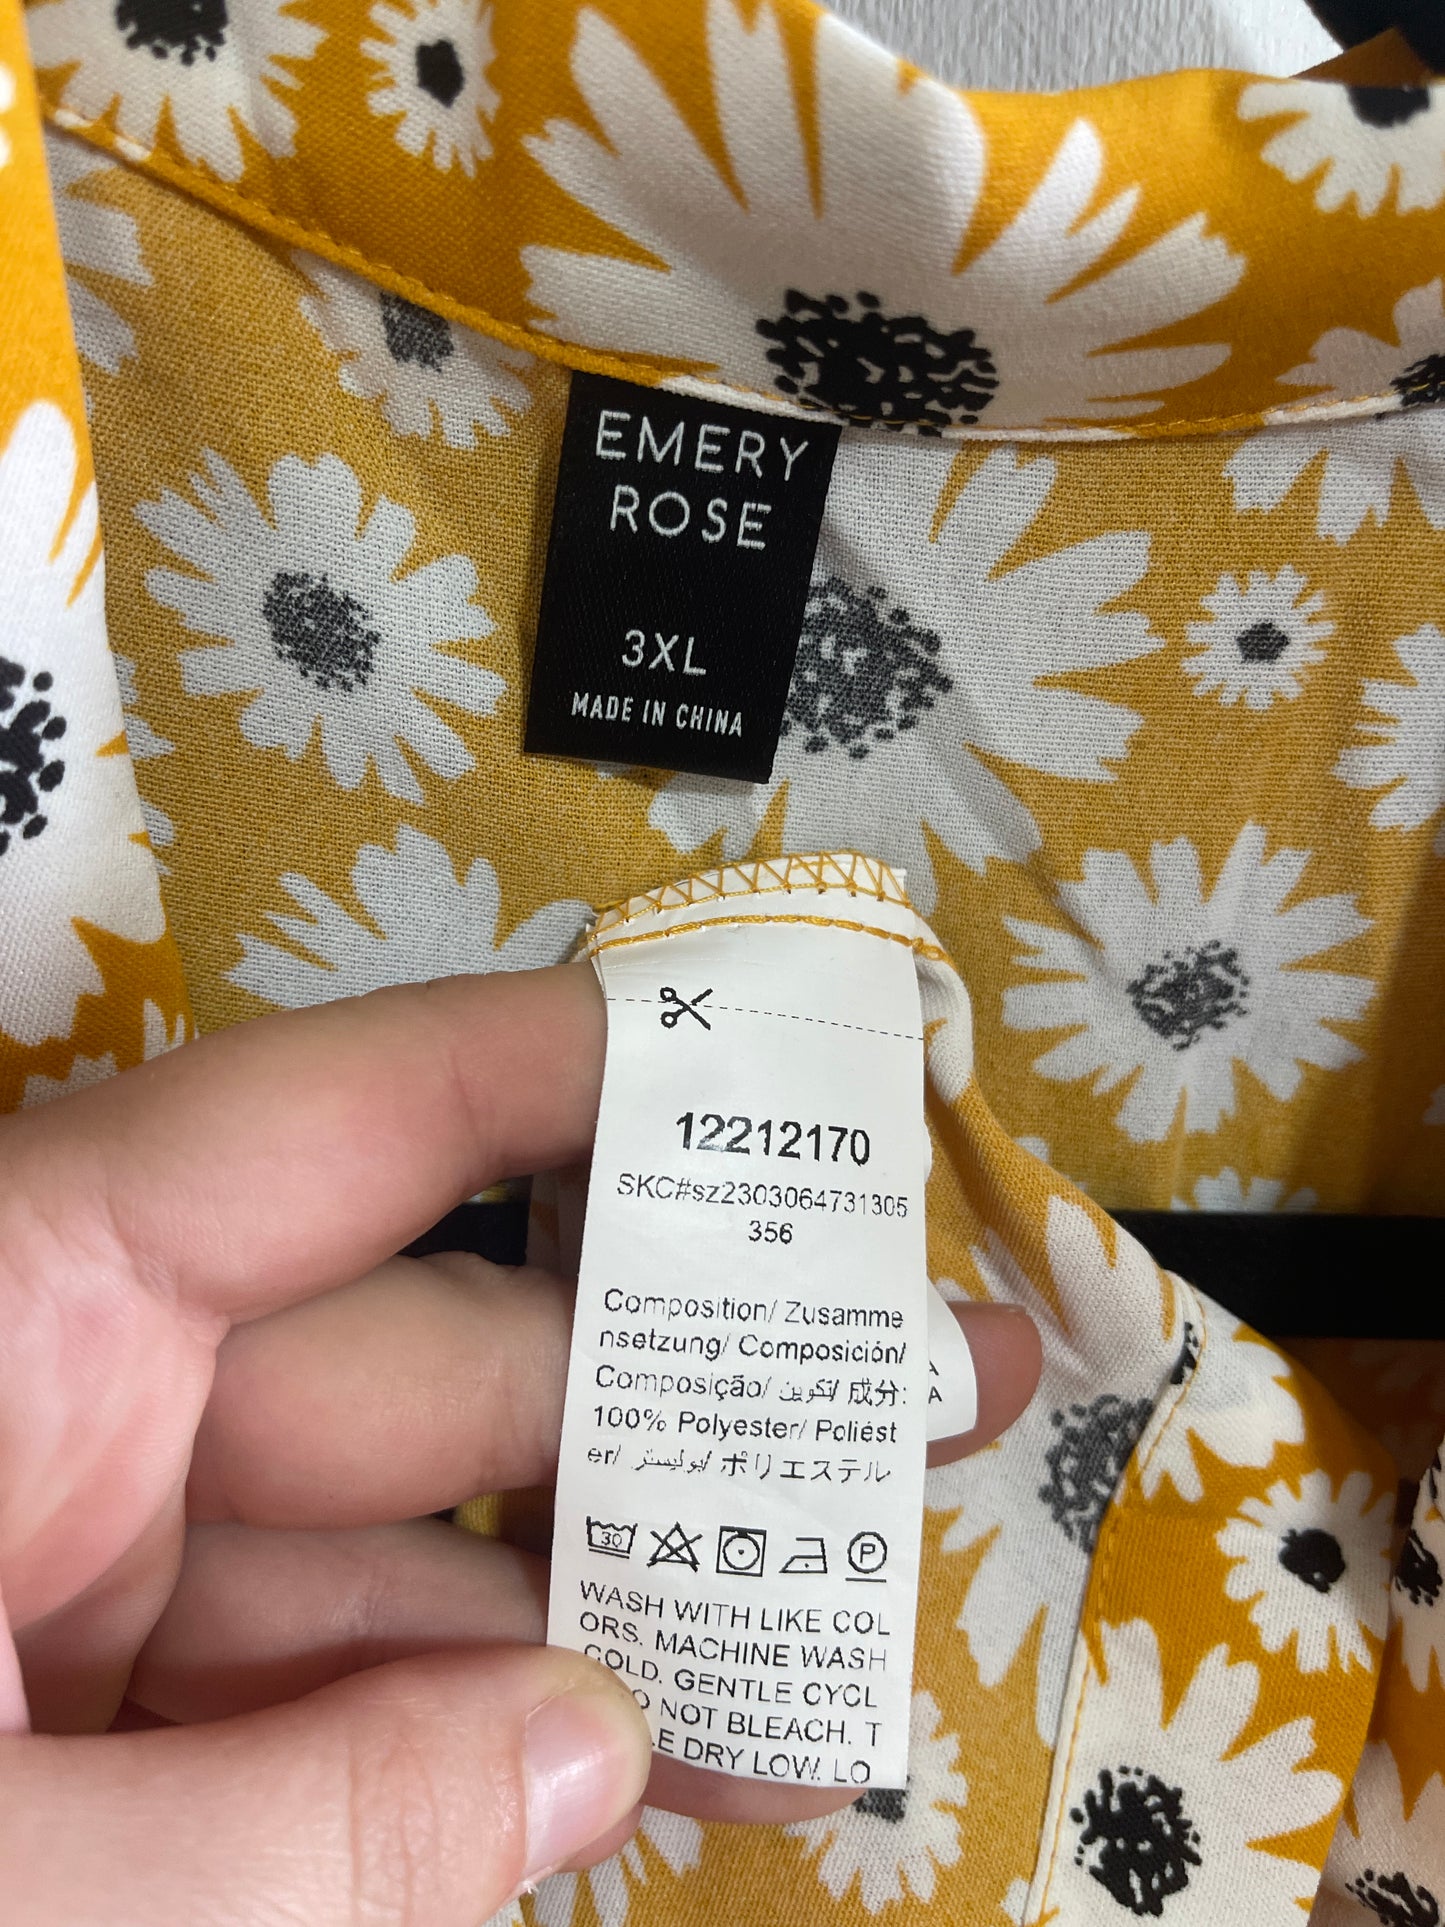 EMERY
ROSE
3XL
MADE IN CHINA
12212170
SKC#sz2303064731305
356
Composition/ Zusamme
nsetzung/ Composición/
Composição/ تكوين/ 成分:
100% Polyester/ Poliést
er/ بوليستر/ ポリエステル
30
P
WASH WITH LIKE COL
ORS. MACHINE WASH
COLD. GENTLE CYCL
NOT BLEACH. T
DRY LOW. LO
A
A